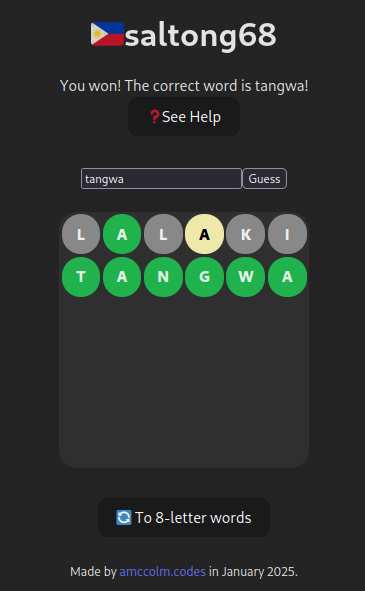 🇵🇭saltong68
You won! The correct word is tangwa!
❓See Help
tangwa Guess
L A L A K I
T A N G W A
🔄 To 8-letter words
Made by amccolm.codes in January 2025.